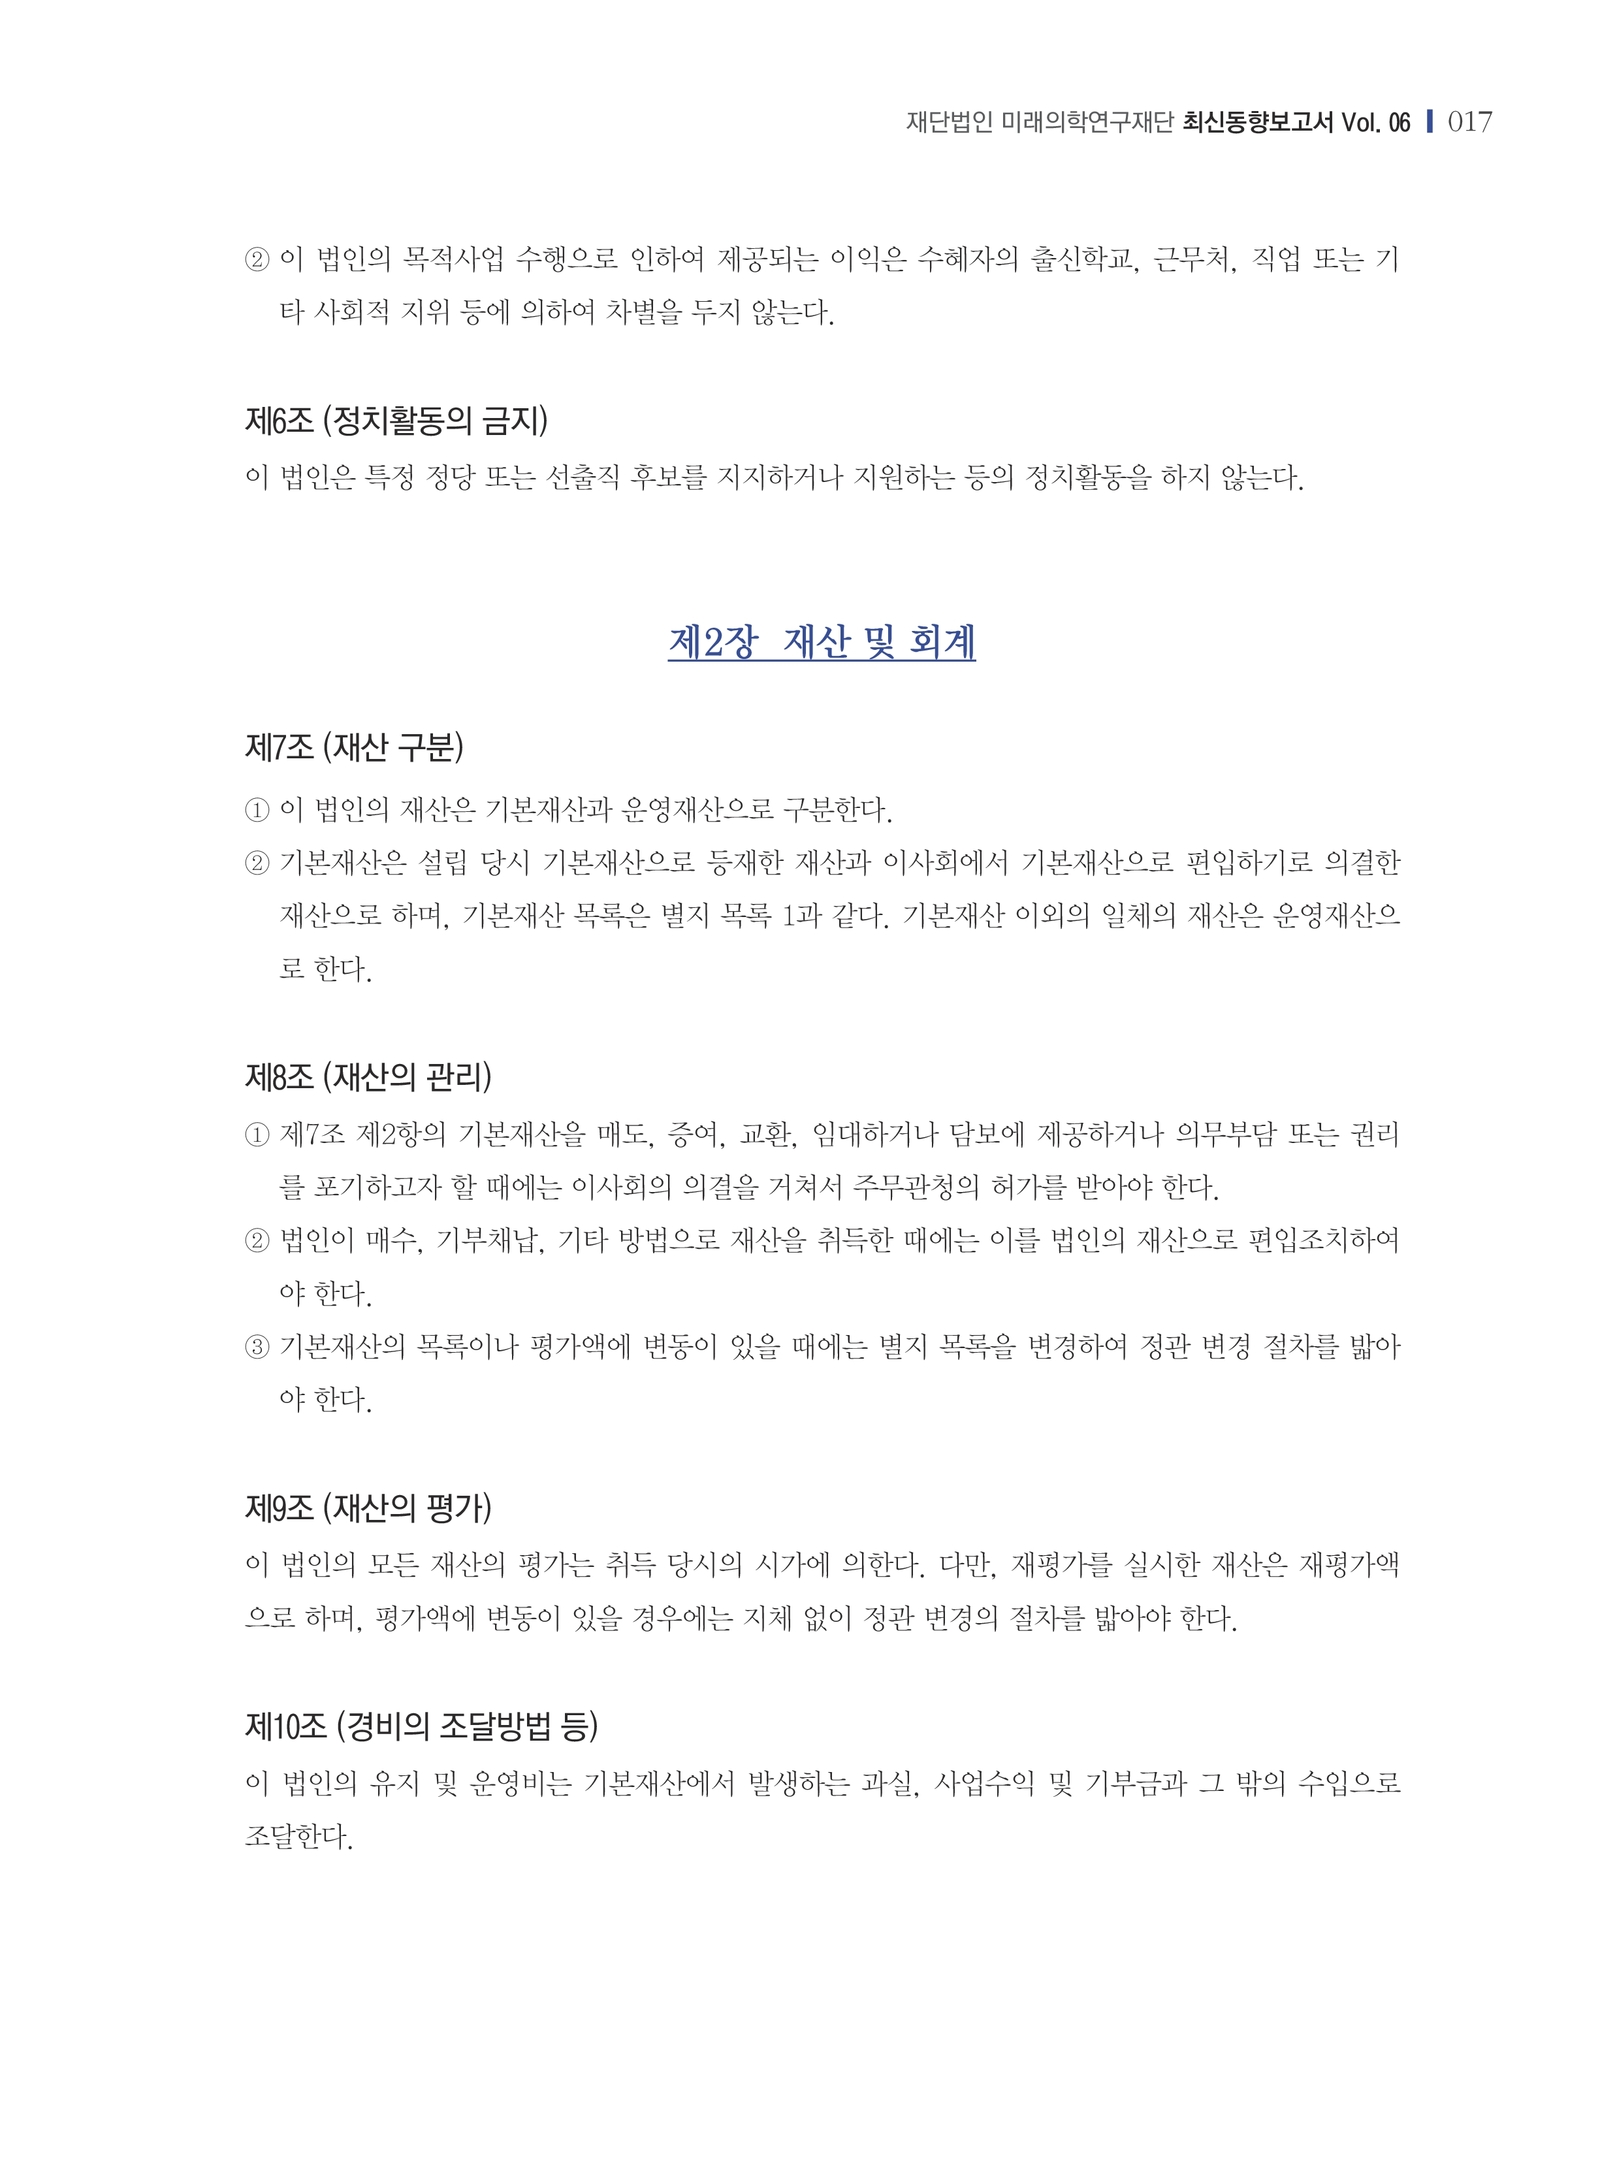 재단법인 미래의학연구재단 최신동향보고서 Vol. 06 017
② 이 법인의 목적사업 수행으로 인하여 제공되는 이익은 수혜자의 출신학교, 근무처, 직업 또는 기
타 사회적 지위 등에 의하여 차별을 두지 않는다.
제6조 (정치활동의 금지)
이 법인은 특정 정당 또는 선출직 후보를 지지하거나 지원하는 등의 정치활동을 하지 않는다.
제2장 재산 및 회계
제7조 (재산 구분)
① 이 법인의 재산은 기본재산과 운영재산으로 구분한다.
② 기본재산은 설립 당시 기본재산으로 등재한 재산과 이사회에서 기본재산으로 편입하기로 의결한
재산으로 하며, 기본재산 목록은 별지 목록 1과 같다. 기본재산 이외의 일체의 재산은 운영재산으
로 한다.
제8조 (재산의 관리)
① 제7조 제2항의 기본재산을 매도, 증여, 교환, 임대하거나 담보에 제공하거나 의무부담 또는 권리
를 포기하고자 할 때에는 이사회의 의결을 거쳐서 주무관청의 허가를 받아야 한다.
② 법인이 매수, 기부채납, 기타 방법으로 재산을 취득한 때에는 이를 법인의 재산으로 편입조치하여
야 한다.
③ 기본재산의 목록이나 평가액에 변동이 있을 때에는 별지 목록을 변경하여 정관 변경 절차를 밟아
야 한다.
제9조 (재산의 평가)
이 법인의 모든 재산의 평가는 취득 당시의 시가에 의한다. 다만, 재평가를 실시한 재산은 재평가액
으로 하며, 평가액에 변동이 있을 경우에는 지체 없이 정관 변경의 절차를 밟아야 한다.
제10조 (경비의 조달방법 등)
이 법인의 유지 및 운영비는 기본재산에서 발생하는 과실, 사업수익 및 기부금과 그 밖의 수입으로
조달한다.